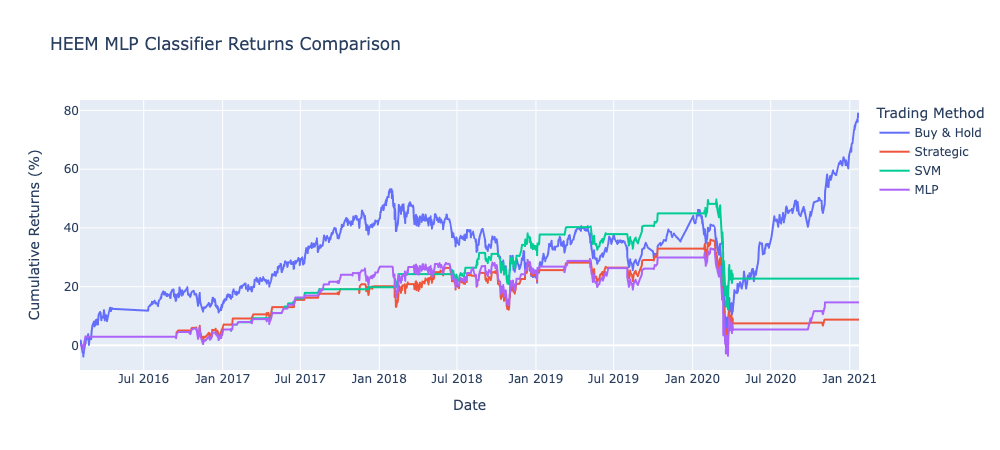 HEEM MLP Classifier Returns Comparison
Trading Method
Buy & Hold
Strategic
SVM
MLP
Cumulative Returns (%)
80
60
40
20
0
Jul 2016 Jan 2017 Jul 2017 Jan 2018 Jul 2018 Jan 2019 Jul 2019 Jan 2020 Jul 2020 Jan 2021
Date